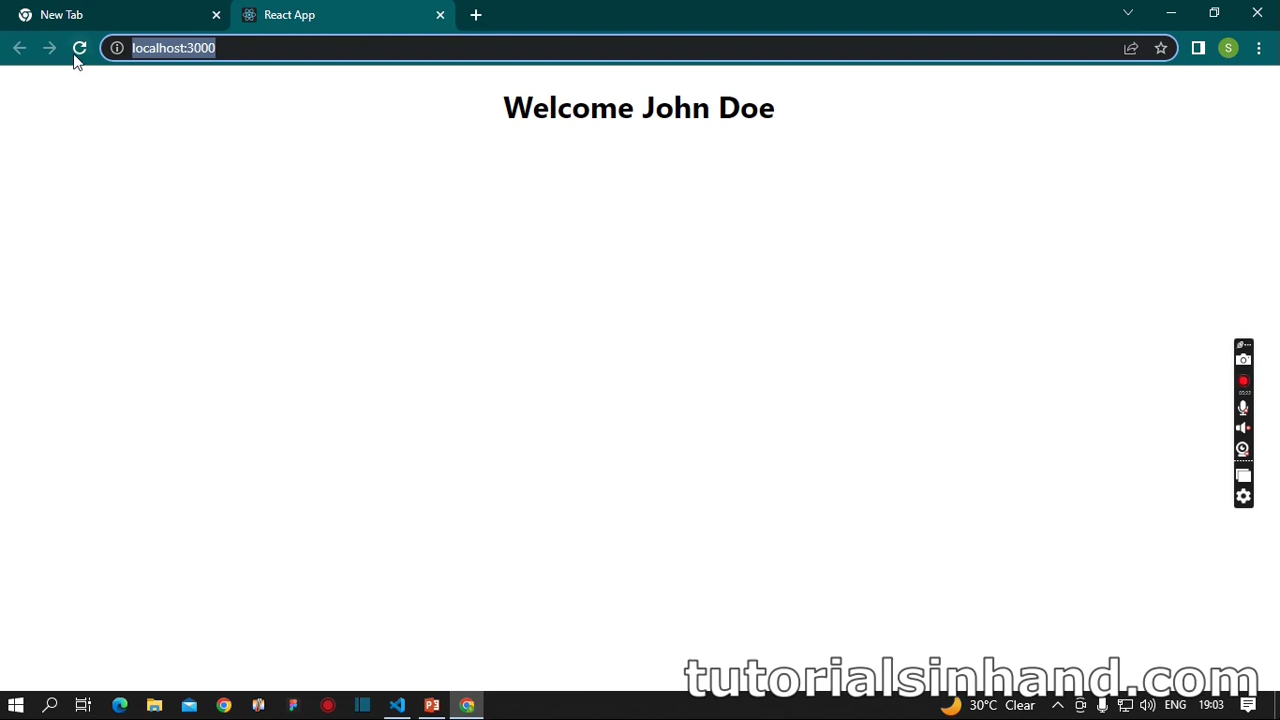 New Tab
React App
localhost:3000
S
Welcome John Doe
tutorialsinhand.com
30°C Clear
ENG
19:03